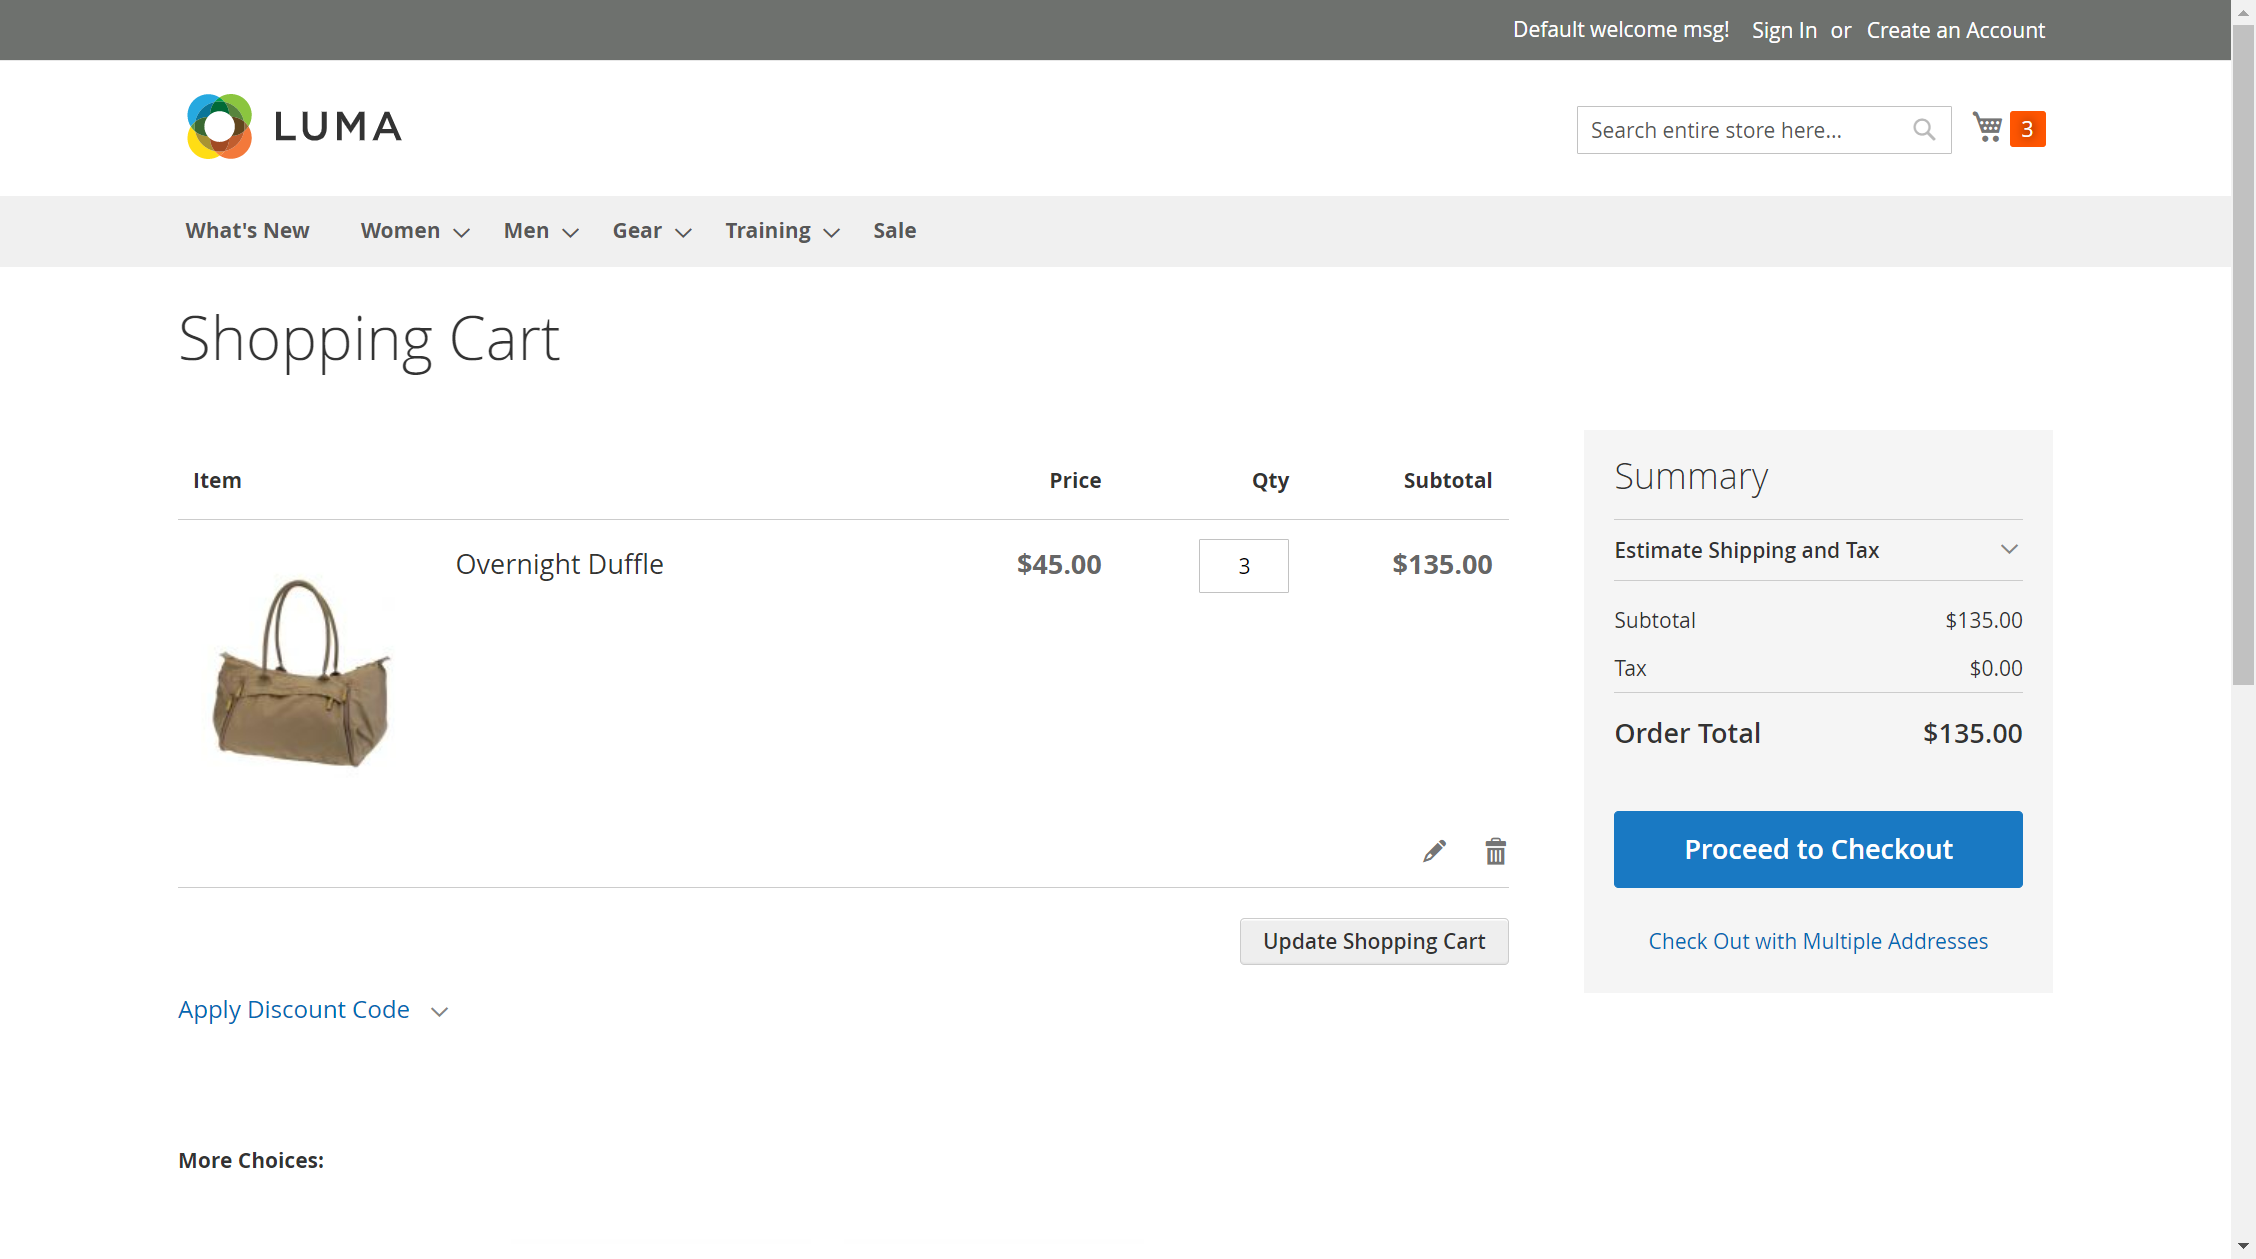 Default welcome msg! Sign In or Create an Account
LUMA
Search entire store here...
3
What's New Women Men Gear Training Sale
Shopping Cart
Item Price Qty Subtotal
Overnight Duffle $45.00 3 $135.00
Update Shopping Cart
Apply Discount Code
More Choices:
Summary
Estimate Shipping and Tax
Subtotal $135.00
Tax $0.00
Order Total $135.00
Proceed to Checkout
Check Out with Multiple Addresses